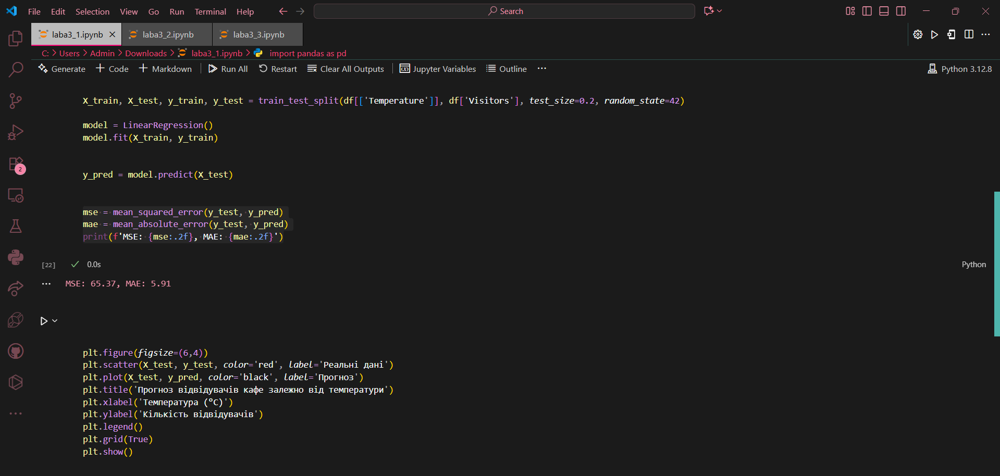 File Edit Selection View Go Run Terminal Help Search
laba3_1.ipynb laba3_2.ipynb laba3_3.ipynb
C: > Users > Admin > Downloads > laba3_1.ipynb > import pandas as pd
Generate + Code + Markdown Run All Restart Clear All Outputs Jupyter Variables Outline ... Python 3.12.8
X_train, X_test, y_train, y_test = train_test_split(df[['Temperature']], df['Visitors'], test_size=0.2, random_state=42)
model = LinearRegression()
model.fit(X_train, y_train)
2
y_pred = model.predict(X_test)
mse = mean_squared_error(y_test, y_pred)
mae = mean_absolute_error(y_test, y_pred)
print(f'MSE: {mse:.2f}, MAE: {mae:.2f}')
[22] 0.0s Python
MSE: 65.37, MAE: 5.91
plt.figure(figsize=(6,4))
plt.scatter(X_test, y_test, color='red', label='Реальні дані')
plt.plot(X_test, y_pred, color='black', label='Прогноз')
plt.title('Прогноз відвідувачів кафе залежно від температури')
plt.xlabel('Температура (°C)')
plt.ylabel('Кількість відвідувачів')
plt.legend()
plt.grid(True)
plt.show()